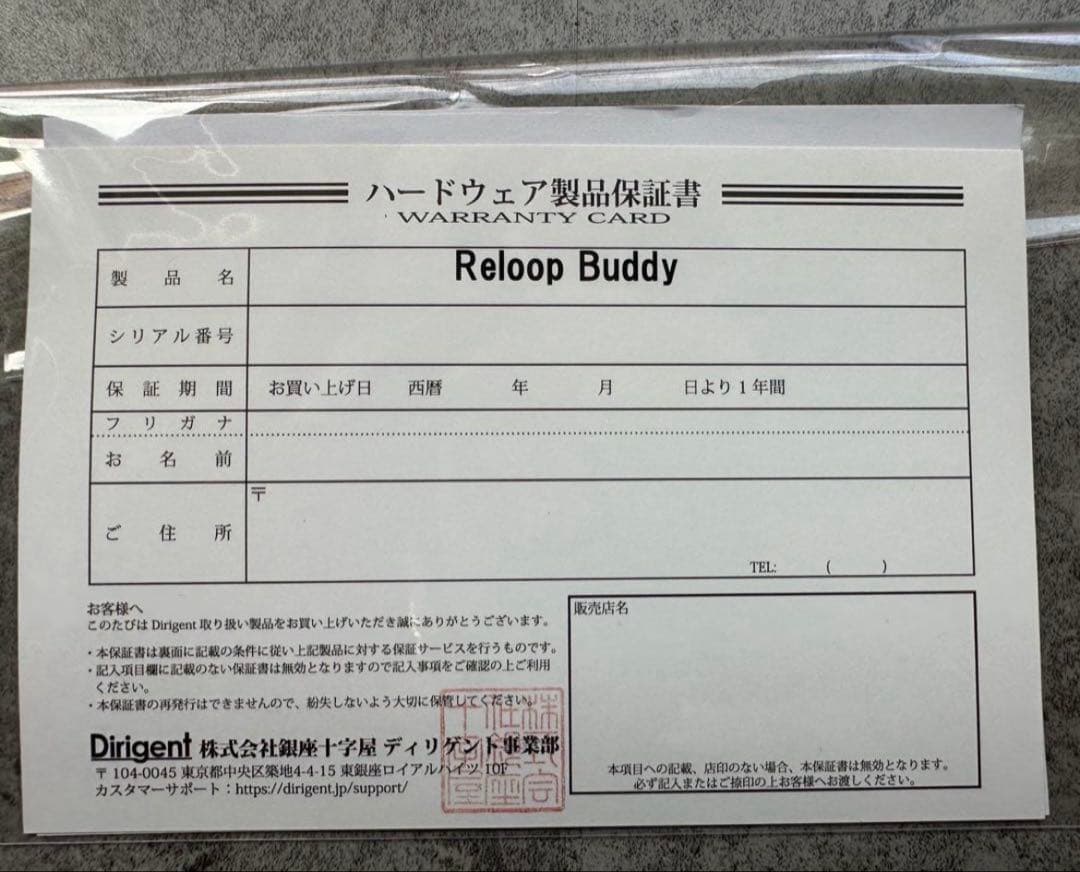 ハードウェア製品保証書
WARRANTY CARD
製品名 Reloop Buddy
シリアル番号
保証期間 お買い上げ日 西暦 年 月 日より1年間
フリガナ
お名前
ご住所 〒
TEL: ( )
お客様へ
このたびは Dirigent 取り扱い製品をお買い上げいただき誠にありがとうございます。
・本保証書は裏面に記載の条件に従い上記製品に対する保証サービスを行うものです。
・記入項目欄に記載のない保証書は無効となりますので記入事項をご確認の上ご利用
ください。
・本保証書の再発行はできませんので、紛失しないよう大切に保管してください。
Dirigent 株式会社銀座十字屋 ディリゲント事業部
〒104-0045 東京都中央区築地4-4-15 東銀座ロイアルハイツ 10F
カスタマーサポート：https://dirigent.jp/support/
株式会社銀座十字屋
販売店名
本項目への記載、店印のない場合、本保証書は無効となります。
必ず記入またはご捺印の上お客様へお渡しください。